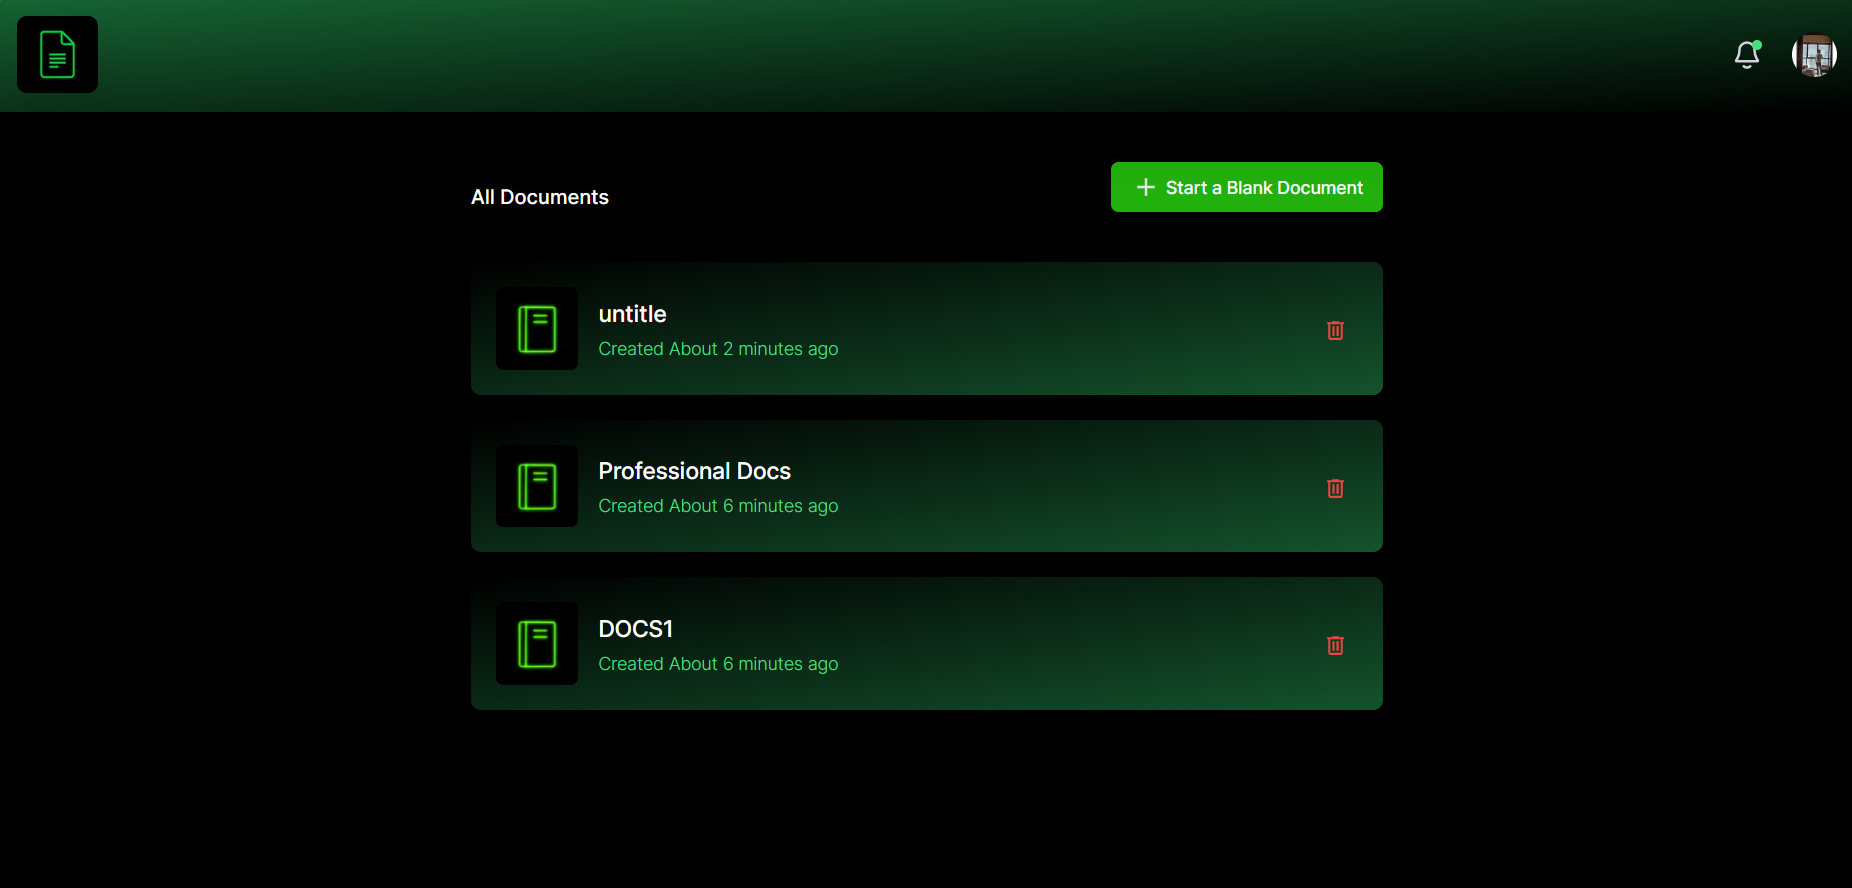 All Documents
Start a Blank Document
untitle
Created About 2 minutes ago
Professional Docs
Created About 6 minutes ago
DOCS1
Created About 6 minutes ago